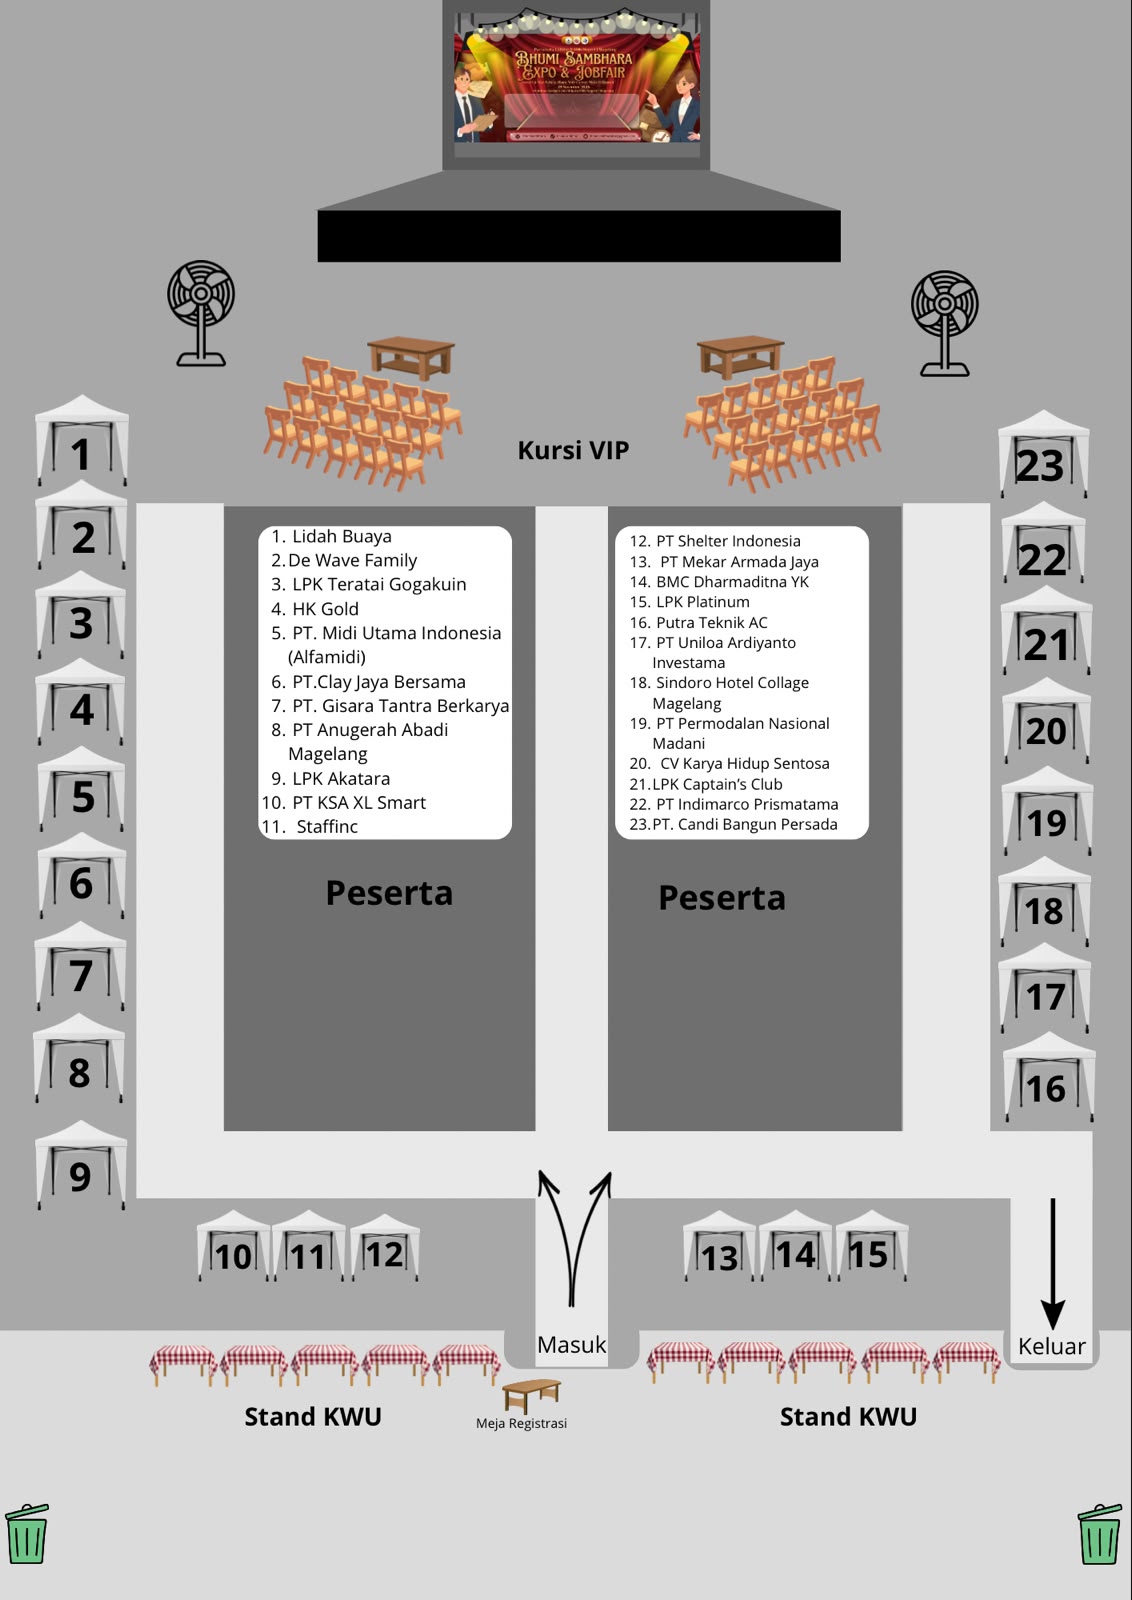 BHUMI SAMBHARA
EXPO & JOBFAIR
Kursi VIP
1
2
3
4
5
6
7
8
9
1. Lidah Buaya
2. De Wave Family
3. LPK Teratai Gogakuin
4. HK Gold
5. PT. Midi Utama Indonesia
(Alfamidi)
6. PT.Clay Jaya Bersama
7. PT. Gisara Tantra Berkarya
8. PT Anugerah Abadi
Magelang
9. LPK Akatara
10. PT KSA XL Smart
11. Staffinc
Peserta
12. PT Shelter Indonesia
13. PT Mekar Armada Jaya
14. BMC Dharmaditna YK
15. LPK Platinum
16. Putra Teknik AC
17. PT Uniloa Ardiyanto
Investama
18. Sindoro Hotel Collage
Magelang
19. PT Permodalan Nasional
Madani
20. CV Karya Hidup Sentosa
21. LPK Captain’s Club
22. PT Indimarco Prismatama
23. PT. Candi Bangun Persada
Peserta
23
22
21
20
19
18
17
16
10 11 12
13 14 15
Masuk
Keluar
Stand KWU
Meja Registrasi
Stand KWU